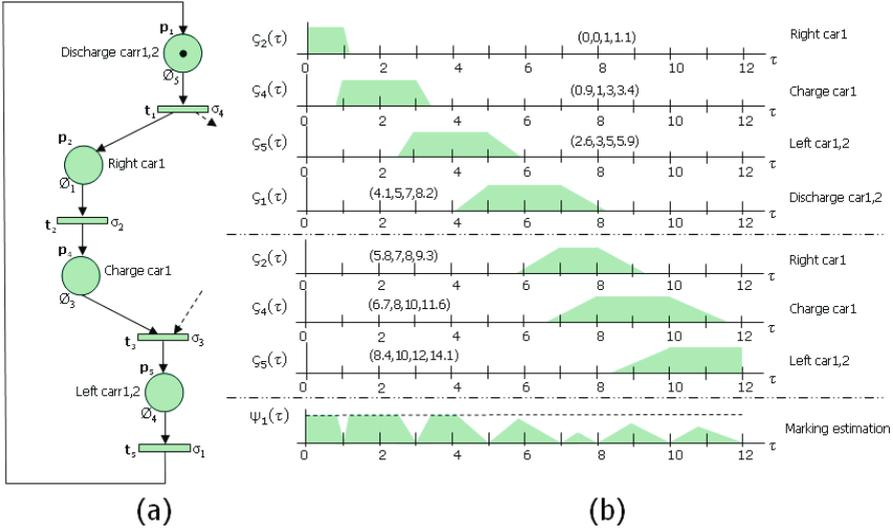 p₁
Discharge carr1,2
Ø₅
t₁
σ₄
p₂
Right car1
Ø₁
t₂
σ₂
p₄
Charge car1
Ø₃
t₃
σ₃
p₅
Left carr1,2
Ø₄
t₅
σ₁
(a)
ς₂(τ) (0,0,1,1.1) Right car1
0 2 4 6 8 10 12 τ
ς₄(τ) (0.9,1,3,3.4) Charge car1
0 2 4 6 8 10 12 τ
ς₅(τ) (2.6,3,5,5.9) Left car1,2
0 2 4 6 8 10 12 τ
ς₁(τ) (4.1,5,7,8.2) Discharge car1,2
0 2 4 6 8 10 12 τ
ς₂(τ) (5.8,7,8,9.3) Right car1
0 2 4 6 8 10 12 τ
ς₄(τ) (6.7,8,10,11.6) Charge car1
0 2 4 6 8 10 12 τ
ς₅(τ) (8.4,10,12,14.1) Left car1,2
0 2 4 6 8 10 12 τ
ψ₁(τ) Marking estimation
0 2 4 6 8 10 12 τ
(b)